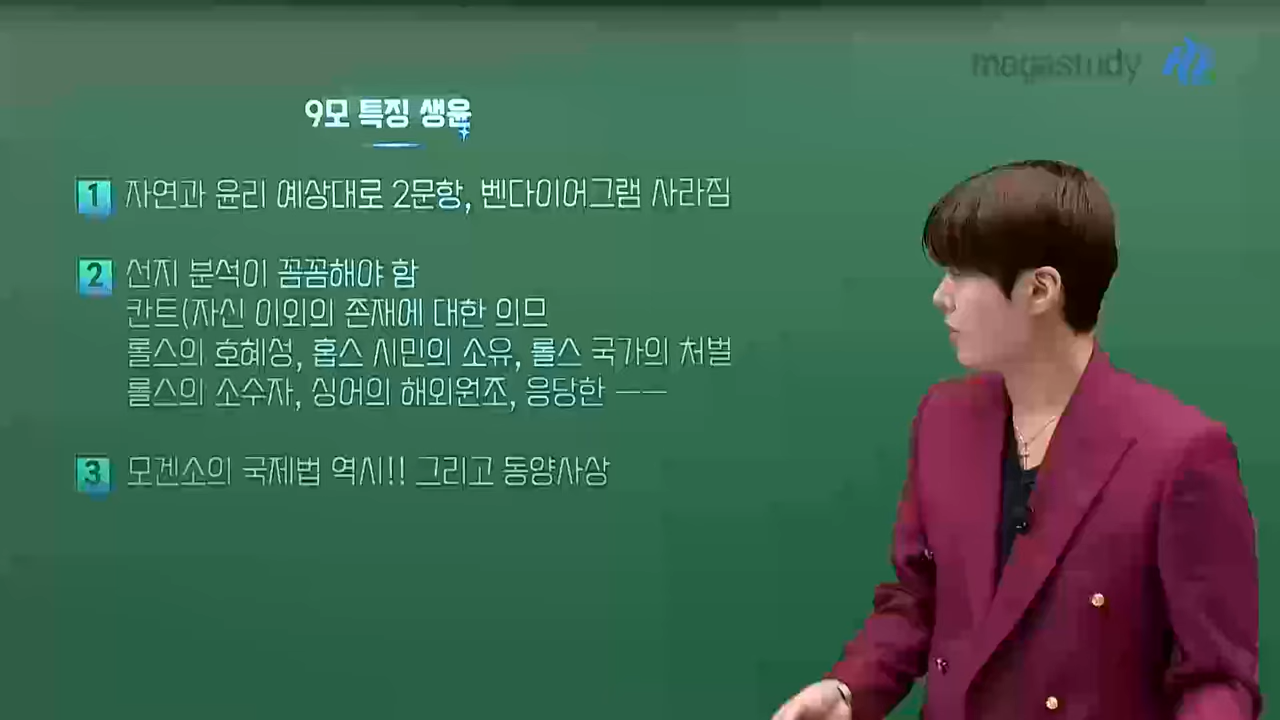 megastudy
9모 특징 생윤
1 자연과 윤리 예상대로 2문항, 벤다이어그램 사라짐
2 선지 분석이 꼼꼼해야 함
칸트(자신 이외의 존재에 대한 의무
롤스의 호혜성, 홉스 시민의 소유, 롤스 국가의 처벌
롤스의 소수자, 싱어의 해외원조, 응당한 ――
3 모겐소의 국제법 역시!! 그리고 동양사상